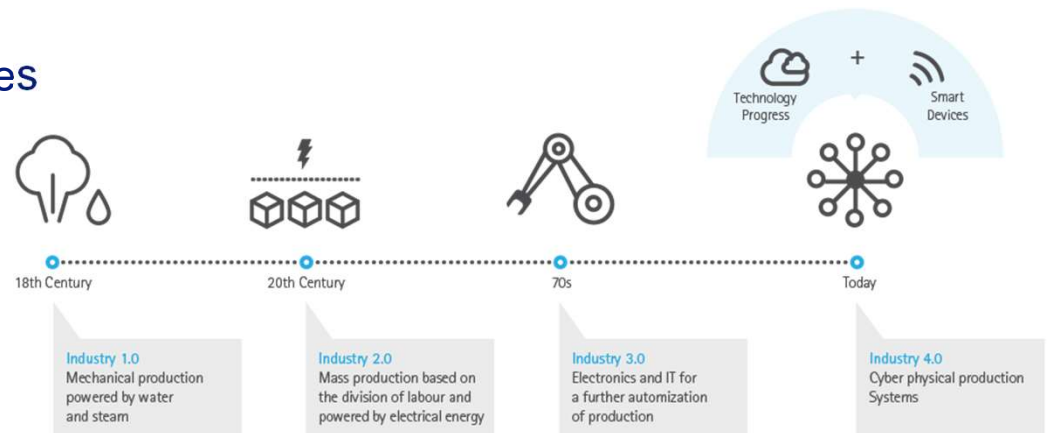 es
Technology
Progress
+
Smart
Devices
18th Century
20th Century
70s
Today
Industry 1.0
Mechanical production
powered by water
and steam
Industry 2.0
Mass production based on
the division of labour and
powered by electrical energy
Industry 3.0
Electronics and IT for
a further automization
of production
Industry 4.0
Cyber physical production
Systems